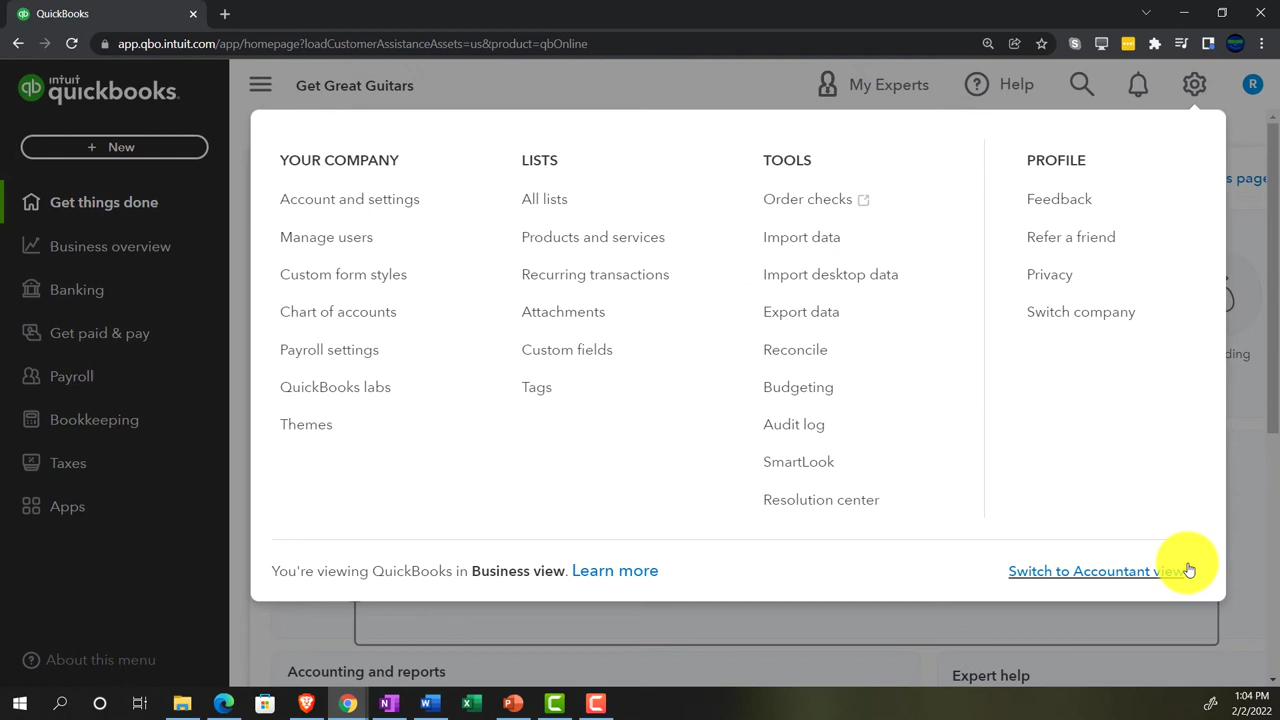 QuickBooks
app.qbo.intuit.com/app/homepage?loadCustomerAssistanceAssets=us&product=qbOnline
intuit
quickbooks.
Get Great Guitars
My Experts
Help
R
+ New
Get things done
Business overview
Banking
Get paid & pay
Payroll
Bookkeeping
Taxes
Apps
About this menu
YOUR COMPANY
Account and settings
Manage users
Custom form styles
Chart of accounts
Payroll settings
QuickBooks labs
Themes
LISTS
All lists
Products and services
Recurring transactions
Attachments
Custom fields
Tags
TOOLS
Order checks
Import data
Import desktop data
Export data
Reconcile
Budgeting
Audit log
SmartLook
Resolution center
PROFILE
Feedback
Refer a friend
Privacy
Switch company
You're viewing QuickBooks in Business view. Learn more
Switch to Accountant view
s page
ding
Accounting and reports
Expert help
1:04 PM
2/2/2022